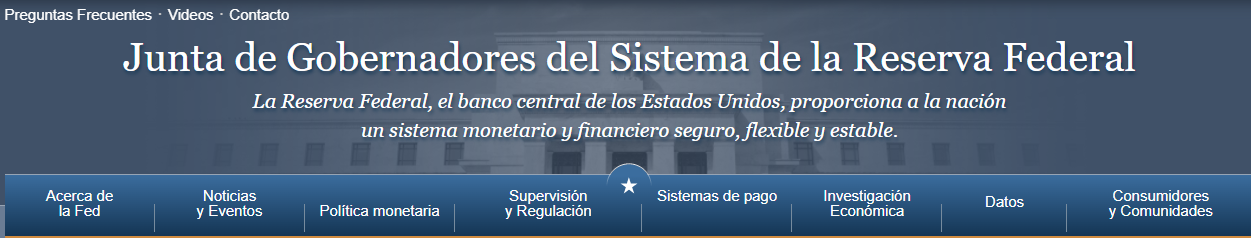 Preguntas Frecuentes · Videos · Contacto
Junta de Gobernadores del Sistema de la Reserva Federal
La Reserva Federal, el banco central de los Estados Unidos, proporciona a la nación
un sistema monetario y financiero seguro, flexible y estable.
Acerca de
la Fed
Noticias
y Eventos
Política monetaria
Supervisión
y Regulación
Sistemas de pago
Investigación
Económica
Datos
Consumidores
y Comunidades